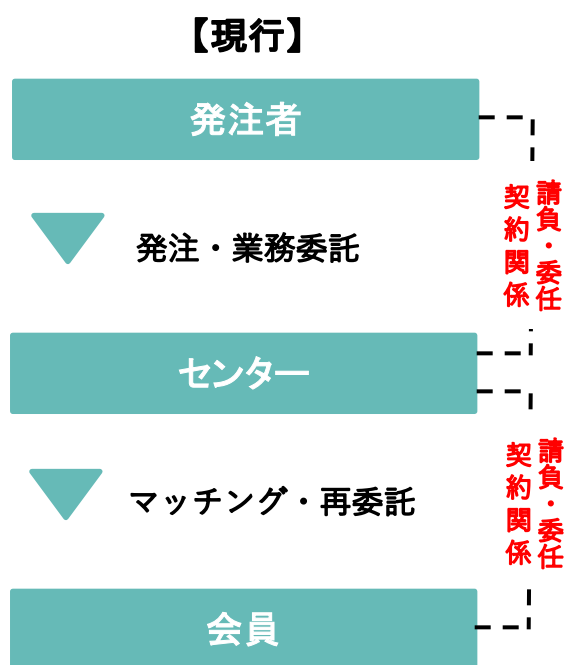 【現行】
発注者
請負・委任
契約関係
発注・業務委託
センター
マッチング・再委託
請負・委任
契約関係
会員